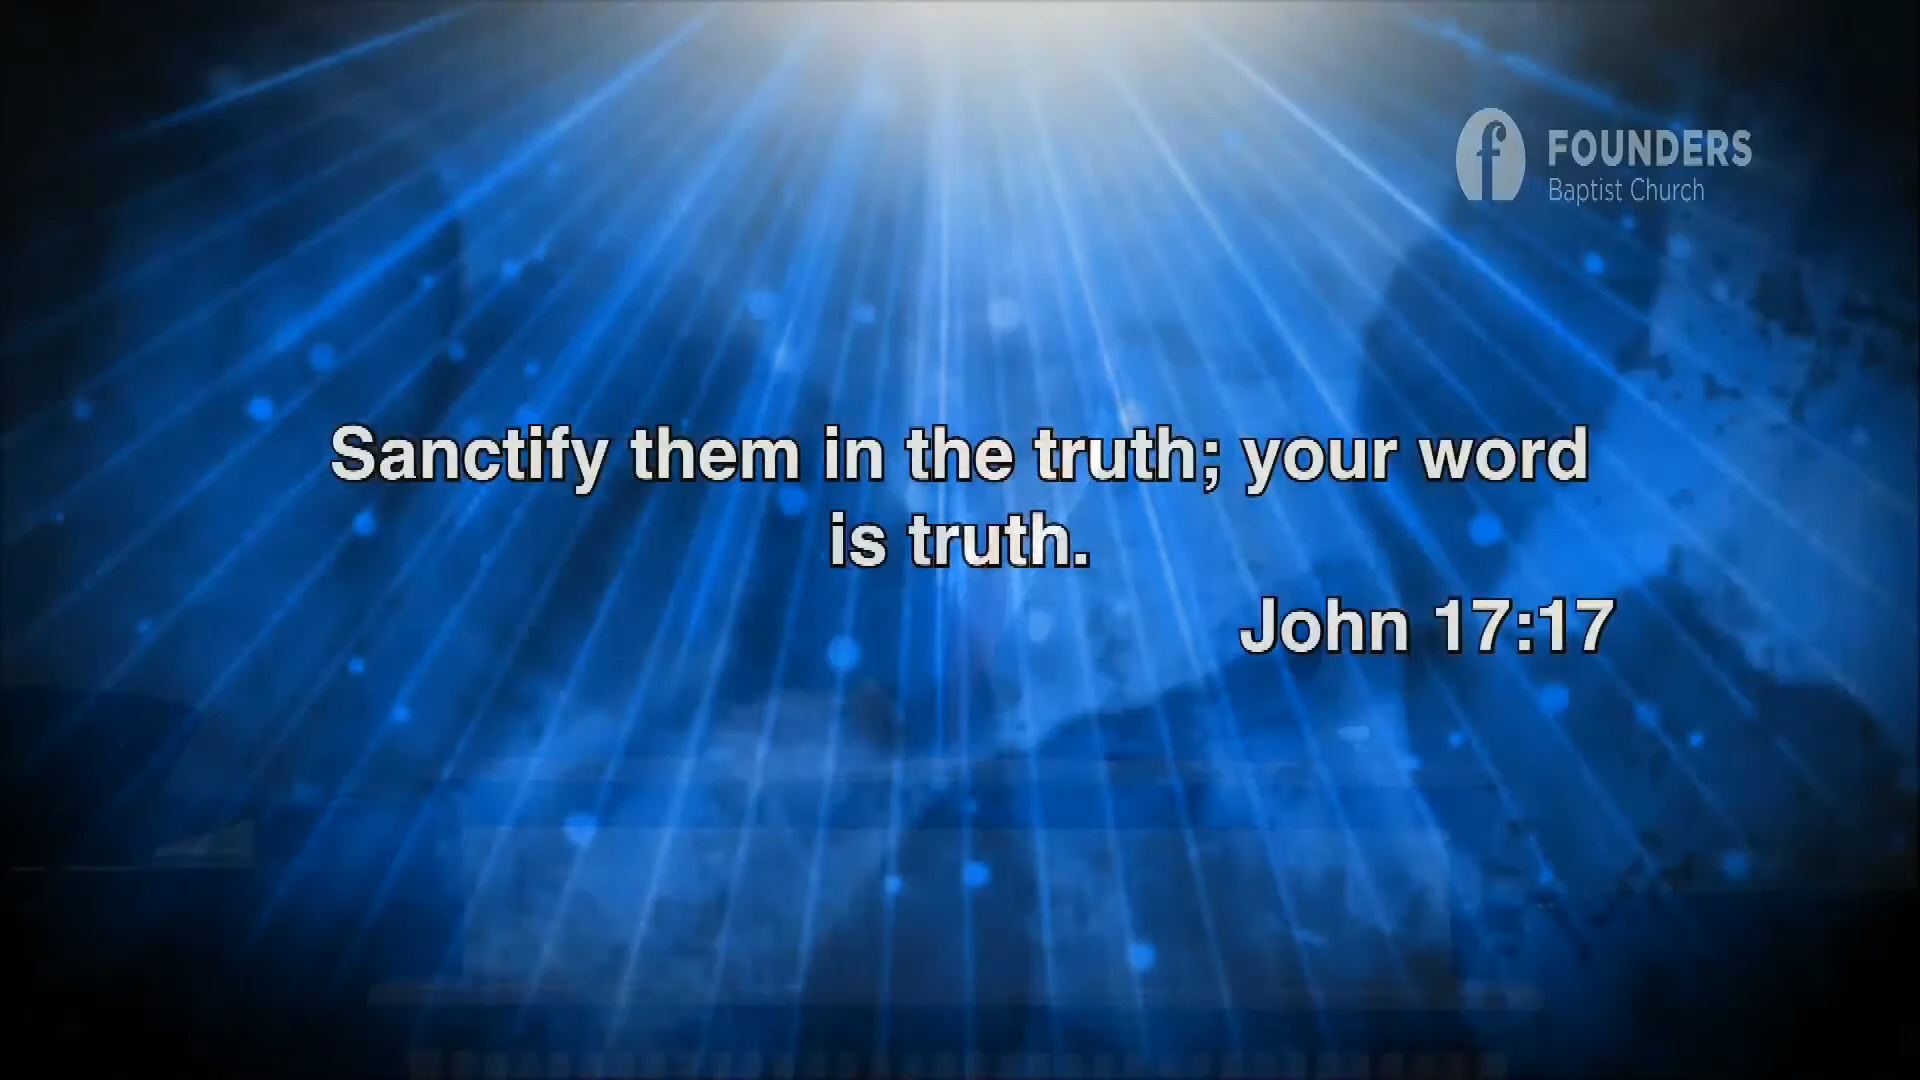 FOUNDERS
Baptist Church
Sanctify them in the truth; your word
is truth.
John 17:17